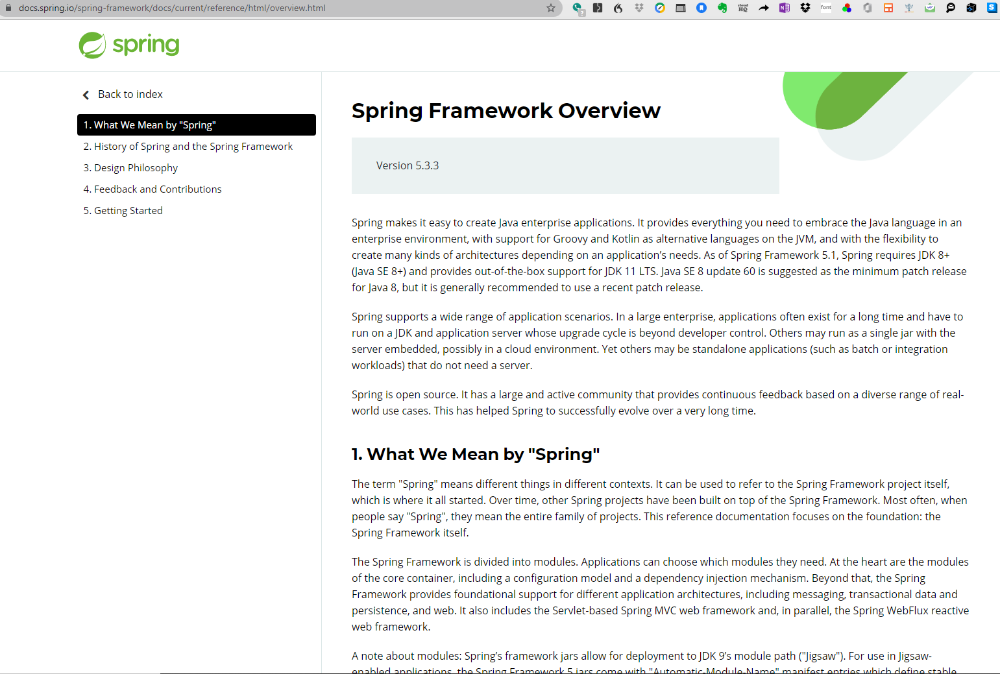 docs.spring.io/spring-framework/docs/current/reference/html/overview.html
?
cloud
HQ
N
font
S
spring
Back to index
1. What We Mean by "Spring"
2. History of Spring and the Spring Framework
3. Design Philosophy
4. Feedback and Contributions
5. Getting Started
Spring Framework Overview
Version 5.3.3
Spring makes it easy to create Java enterprise applications. It provides everything you need to embrace the Java language in an
enterprise environment, with support for Groovy and Kotlin as alternative languages on the JVM, and with the flexibility to
create many kinds of architectures depending on an application’s needs. As of Spring Framework 5.1, Spring requires JDK 8+
(Java SE 8+) and provides out-of-the-box support for JDK 11 LTS. Java SE 8 update 60 is suggested as the minimum patch release
for Java 8, but it is generally recommended to use a recent patch release.
Spring supports a wide range of application scenarios. In a large enterprise, applications often exist for a long time and have to
run on a JDK and application server whose upgrade cycle is beyond developer control. Others may run as a single jar with the
server embedded, possibly in a cloud environment. Yet others may be standalone applications (such as batch or integration
workloads) that do not need a server.
Spring is open source. It has a large and active community that provides continuous feedback based on a diverse range of real-
world use cases. This has helped Spring to successfully evolve over a very long time.
1. What We Mean by "Spring"
The term "Spring" means different things in different contexts. It can be used to refer to the Spring Framework project itself,
which is where it all started. Over time, other Spring projects have been built on top of the Spring Framework. Most often, when
people say "Spring", they mean the entire family of projects. This reference documentation focuses on the foundation: the
Spring Framework itself.
The Spring Framework is divided into modules. Applications can choose which modules they need. At the heart are the modules
of the core container, including a configuration model and a dependency injection mechanism. Beyond that, the Spring
Framework provides foundational support for different application architectures, including messaging, transactional data and
persistence, and web. It also includes the Servlet-based Spring MVC web framework and, in parallel, the Spring WebFlux reactive
web framework.
A note about modules: Spring’s framework jars allow for deployment to JDK 9’s module path ("Jigsaw"). For use in Jigsaw-
enabled applications, the Spring Framework 5 jars come with "Automatic-Module-Name" manifest entries which define stable